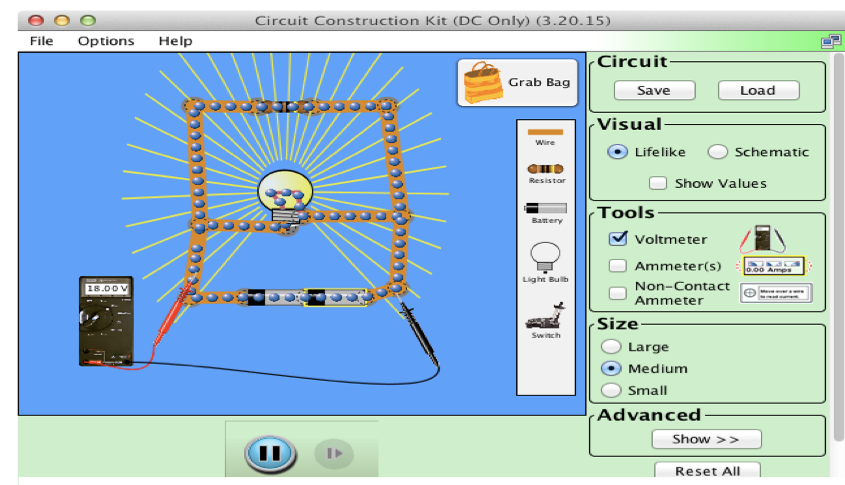 Circuit Construction Kit (DC Only) (3.20.15)
File Options Help
Grab Bag
Wire
Resistor
Battery
Light Bulb
Switch
18.00 V
Circuit
Save Load
Visual
Lifelike Schematic
Show Values
Tools
Voltmeter
Ammeter(s)
0.00 Amps
Non-Contact
Ammeter
Move over a wire
to read current.
Size
Large
Medium
Small
Advanced
Show >>
Reset All